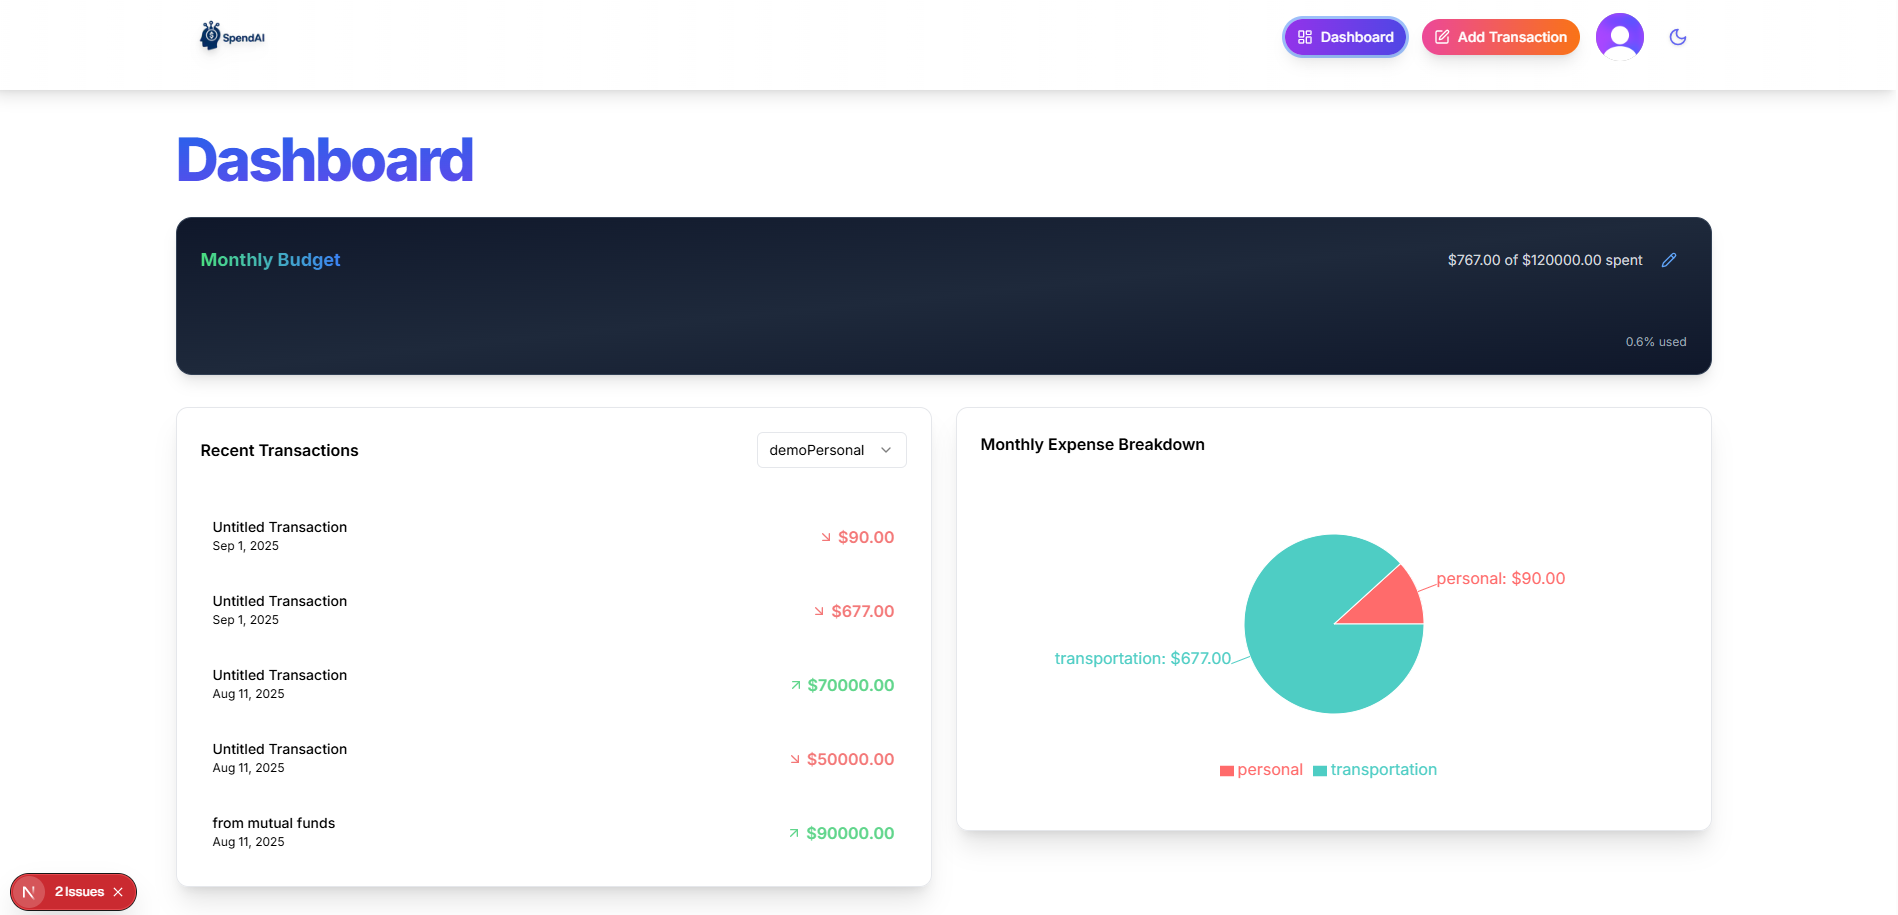 SpendAI
Dashboard
Add Transaction
Dashboard
Monthly Budget
$767.00 of $120000.00 spent
0.6% used
Recent Transactions
demoPersonal
Untitled Transaction
$90.00
Sep 1, 2025
Untitled Transaction
$677.00
Sep 1, 2025
Untitled Transaction
$70000.00
Aug 11, 2025
Untitled Transaction
$50000.00
Aug 11, 2025
from mutual funds
$90000.00
Aug 11, 2025
Monthly Expense Breakdown
personal: $90.00
transportation: $677.00
personal
transportation
N
2 Issues